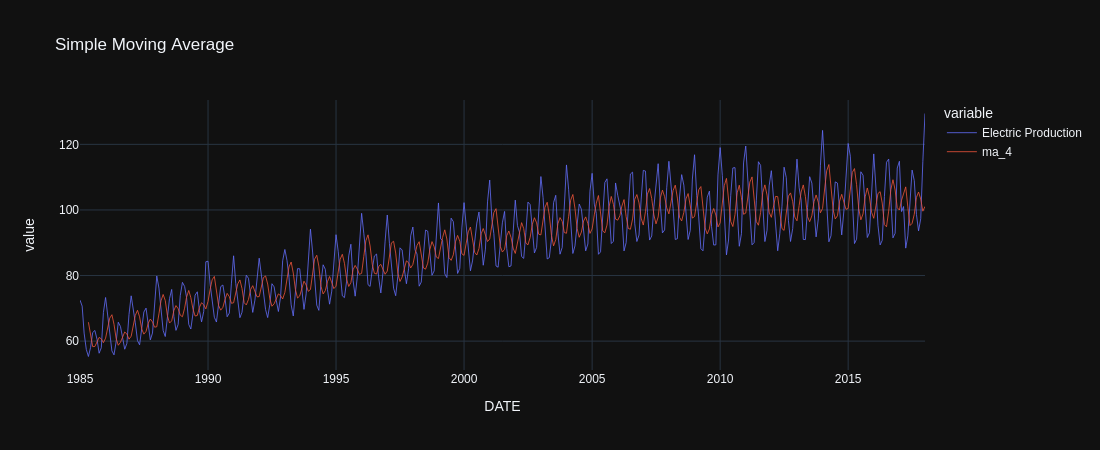 Simple Moving Average
variable
Electric Production
ma_4
value
120
100
80
60
1985
1990
1995
2000
2005
2010
2015
DATE